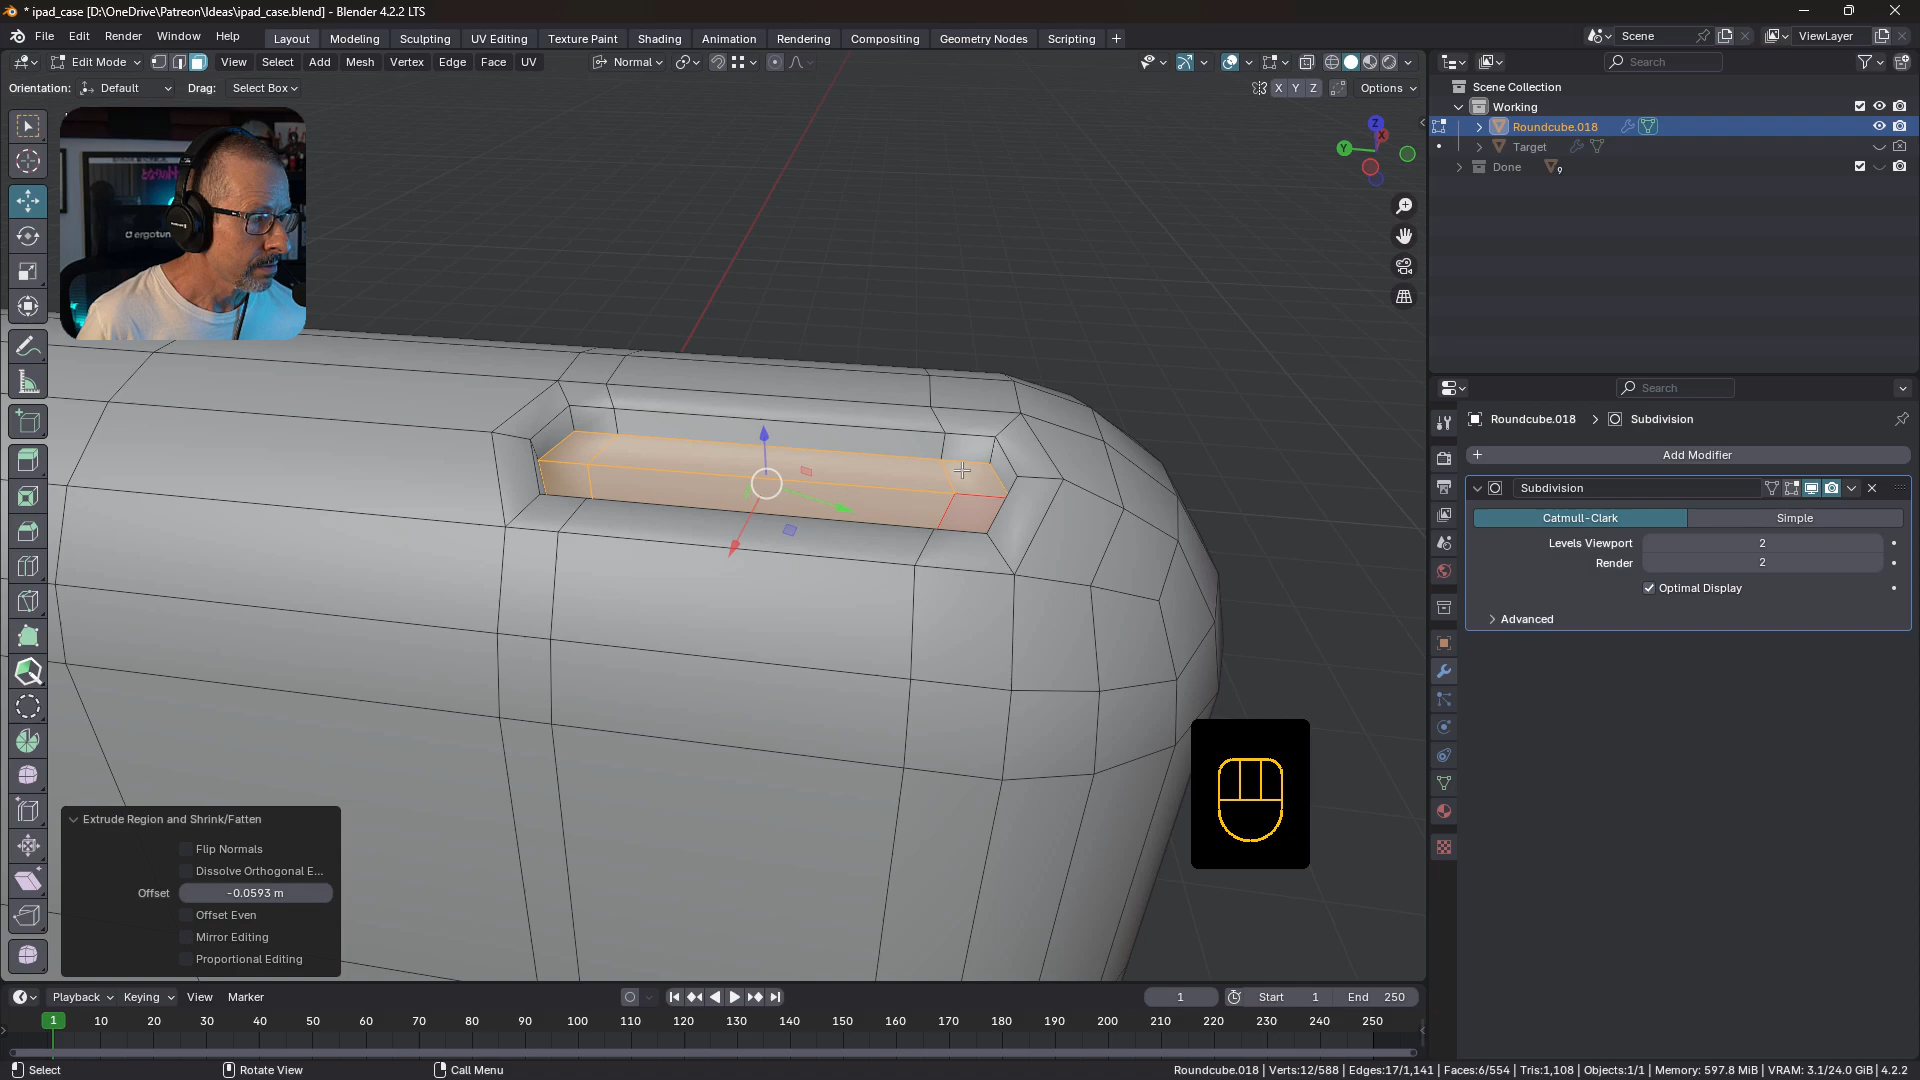 * ipad_case [D:\OneDrive\Patreon\Ideas\ipad_case.blend] - Blender 4.2.2 LTS
File Edit Render Window Help Layout Modeling Sculpting UV Editing Texture Paint Shading Animation Rendering Compositing Geometry Nodes Scripting + Scene ViewLayer
Edit Mode View Select Add Mesh Vertex Edge Face UV Normal Search
Orientation: Default Drag: Select Box X Y Z Options Scene Collection
Working
Roundcube.018
Target
Done 9
Z
X
Y
ergotun
Search
Roundcube.018 > Subdivision
+ Add Modifier
Subdivision
Catmull-Clark Simple
Levels Viewport 2
Render 2
Optimal Display
Advanced
Extrude Region and Shrink/Fatten
Flip Normals
Dissolve Orthogonal E...
Offset -0.0593 m
Offset Even
Mirror Editing
Proportional Editing
Playback Keying View Marker 1 Start 1 End 250
1 10 20 30 40 50 60 70 80 90 100 110 120 130 140 150 160 170 180 190 200 210 220 230 240 250
Select Rotate View Call Menu Roundcube.018 | Verts:12/588 | Edges:17/1,141 | Faces:6/554 | Tris:1,108 | Objects:1/1 | Memory: 597.8 MiB | VRAM: 3.1/24.0 GiB | 4.2.2